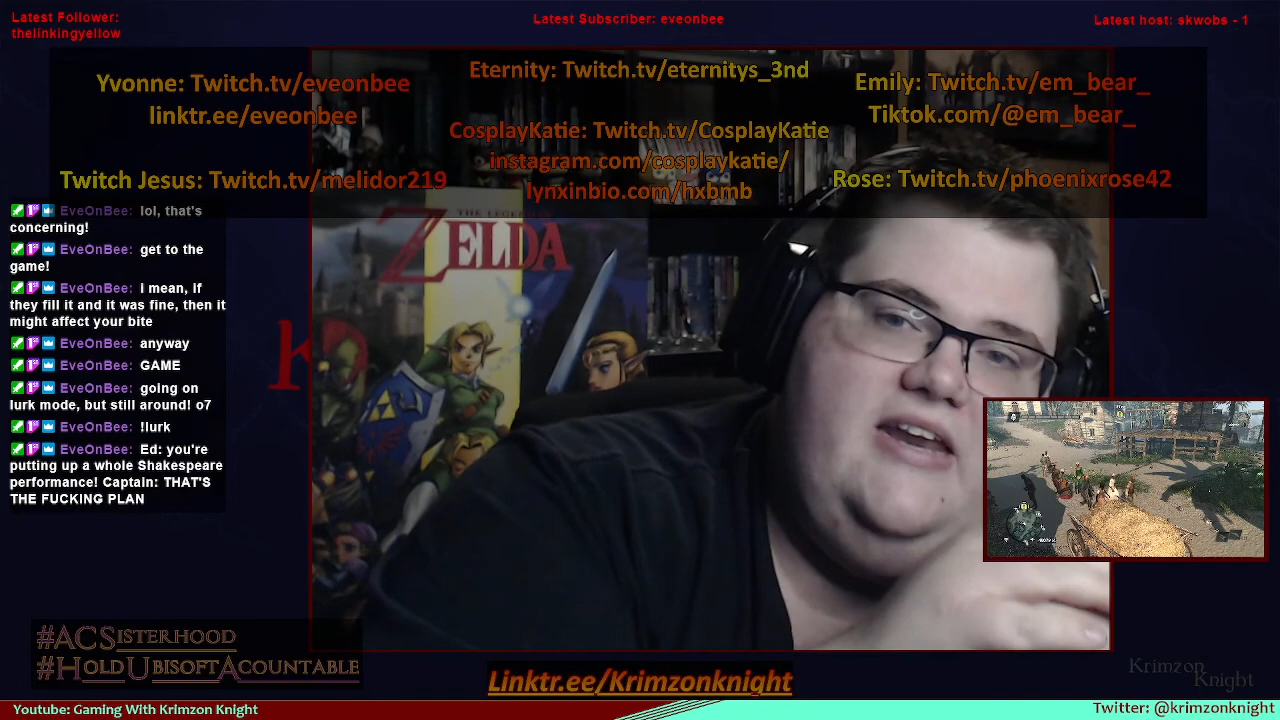 Latest Follower:
thelinkingyellow
Latest Subscriber: eveonbee
Latest host: skwobs - 1
Yvonne: Twitch.tv/eveonbee
linktr.ee/eveonbee
Eternity: Twitch.tv/eternitys_3nd
Emily: Twitch.tv/em_bear_
Tiktok.com/@em_bear_
CosplayKatie: Twitch.tv/CosplayKatie
instagram.com/cosplaykatie/
lynxinbio.com/hxbmb
Twitch Jesus: Twitch.tv/melidor219
Rose: Twitch.tv/phoenixrose42
EveOnBee: lol, that's
concerning!
EveOnBee: get to the
game!
EveOnBee: I mean, If
they fill it and it was fine, then it
might affect your bite
EveOnBee: anyway
EveOnBee: GAME
EveOnBee: going on
lurk mode, but still around! o7
EveOnBee: !lurk
EveOnBee: Ed: you're
putting up a whole Shakespeare
performance! Captain: THAT'S
THE FUCKING PLAN
THE LEGEND OF
ZELDA
#ACSISTERHOOD
#HOLDUBISOFTACOUNTABLE
Linktr.ee/Krimzonknight
Krimzon
Knight
Youtube: Gaming With Krimzon Knight
Twitter: @krimzonknight